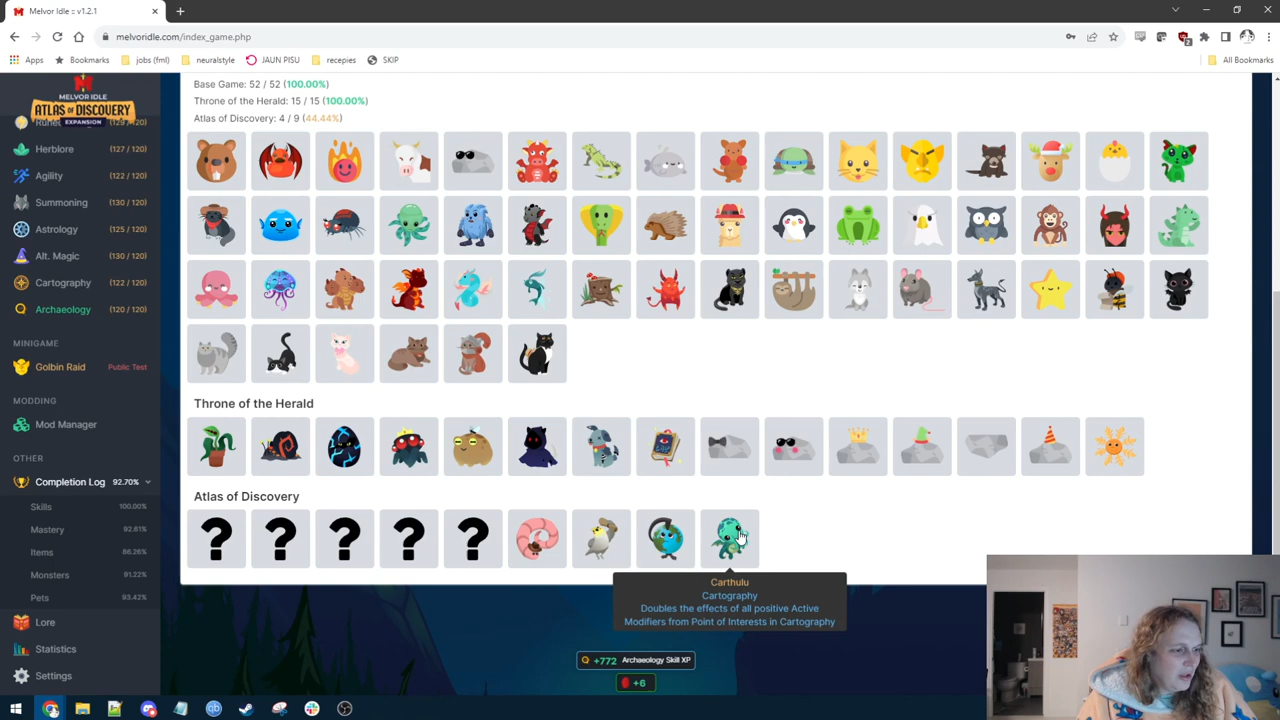 Melvor Idle :: v1.2.1
melvoridle.com/index_game.php
Apps
Bookmarks
jobs (fml)
neuralstyle
JAUN PISU
recepies
SKIP
All Bookmarks
MELVOR IDLE
ATLAS OF DISCOVERY
EXPANSION
(129 / 120)
Herblore (127 / 120)
Agility (122 / 120)
Summoning (130 / 120)
Astrology (125 / 120)
Alt. Magic (130 / 120)
Cartography (122 / 120)
Archaeology (120 / 120)
MINIGAME
Golbin Raid Public Test
MODDING
Mod Manager
OTHER
Completion Log 92.70%
Skills 100.00%
Mastery 92.61%
Items 86.26%
Monsters 91.22%
Pets 93.42%
Lore
Statistics
Settings
Base Game: 52 / 52 (100.00%)
Throne of the Herald: 15 / 15 (100.00%)
Atlas of Discovery: 4 / 9 (44.44%)
Throne of the Herald
Atlas of Discovery
? ? ? ? ?
Carthulu
Cartography
Doubles the effects of all positive Active
Modifiers from Point of Interests in Cartography
+772 Archaeology Skill XP
+6